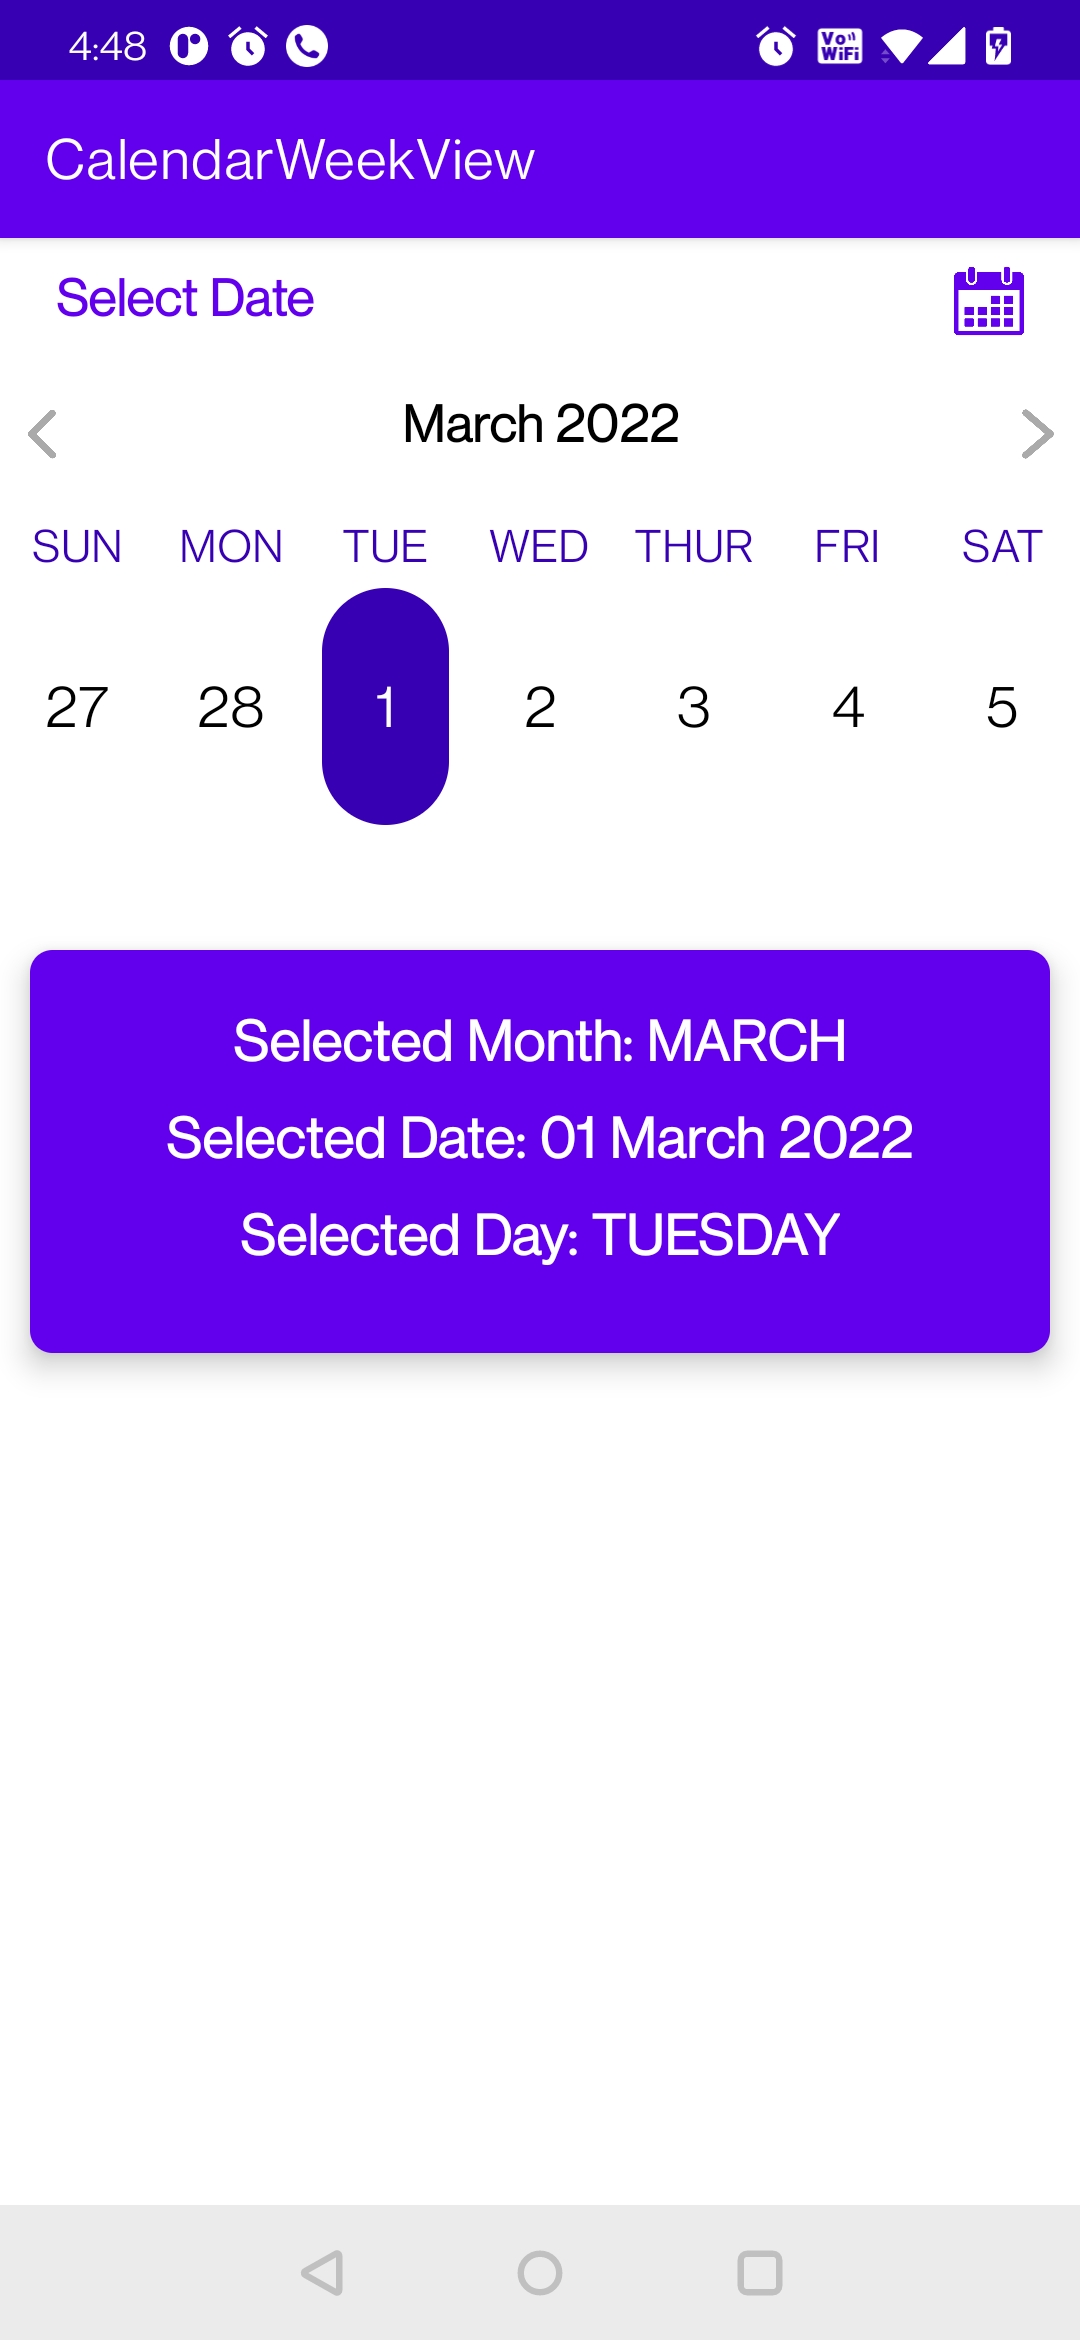 4:48 Vo WiFi
CalendarWeekView
Select Date
March 2022
SUN MON TUE WED THUR FRI SAT
27 28 1 2 3 4 5
Selected Month: MARCH
Selected Date: 01 March 2022
Selected Day: TUESDAY